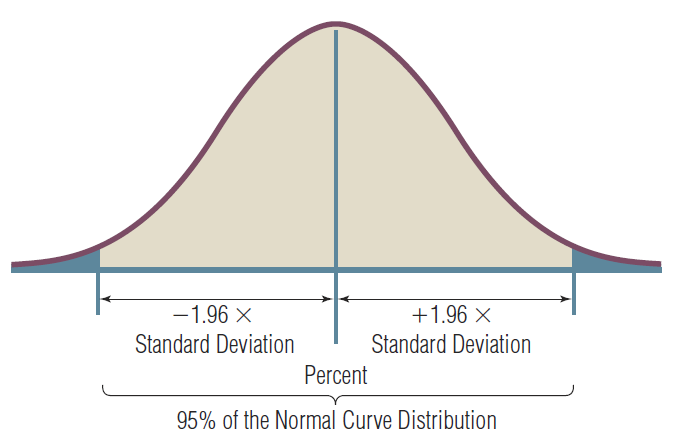 −1.96 ×
Standard Deviation
+1.96 ×
Standard Deviation
Percent
95% of the Normal Curve Distribution